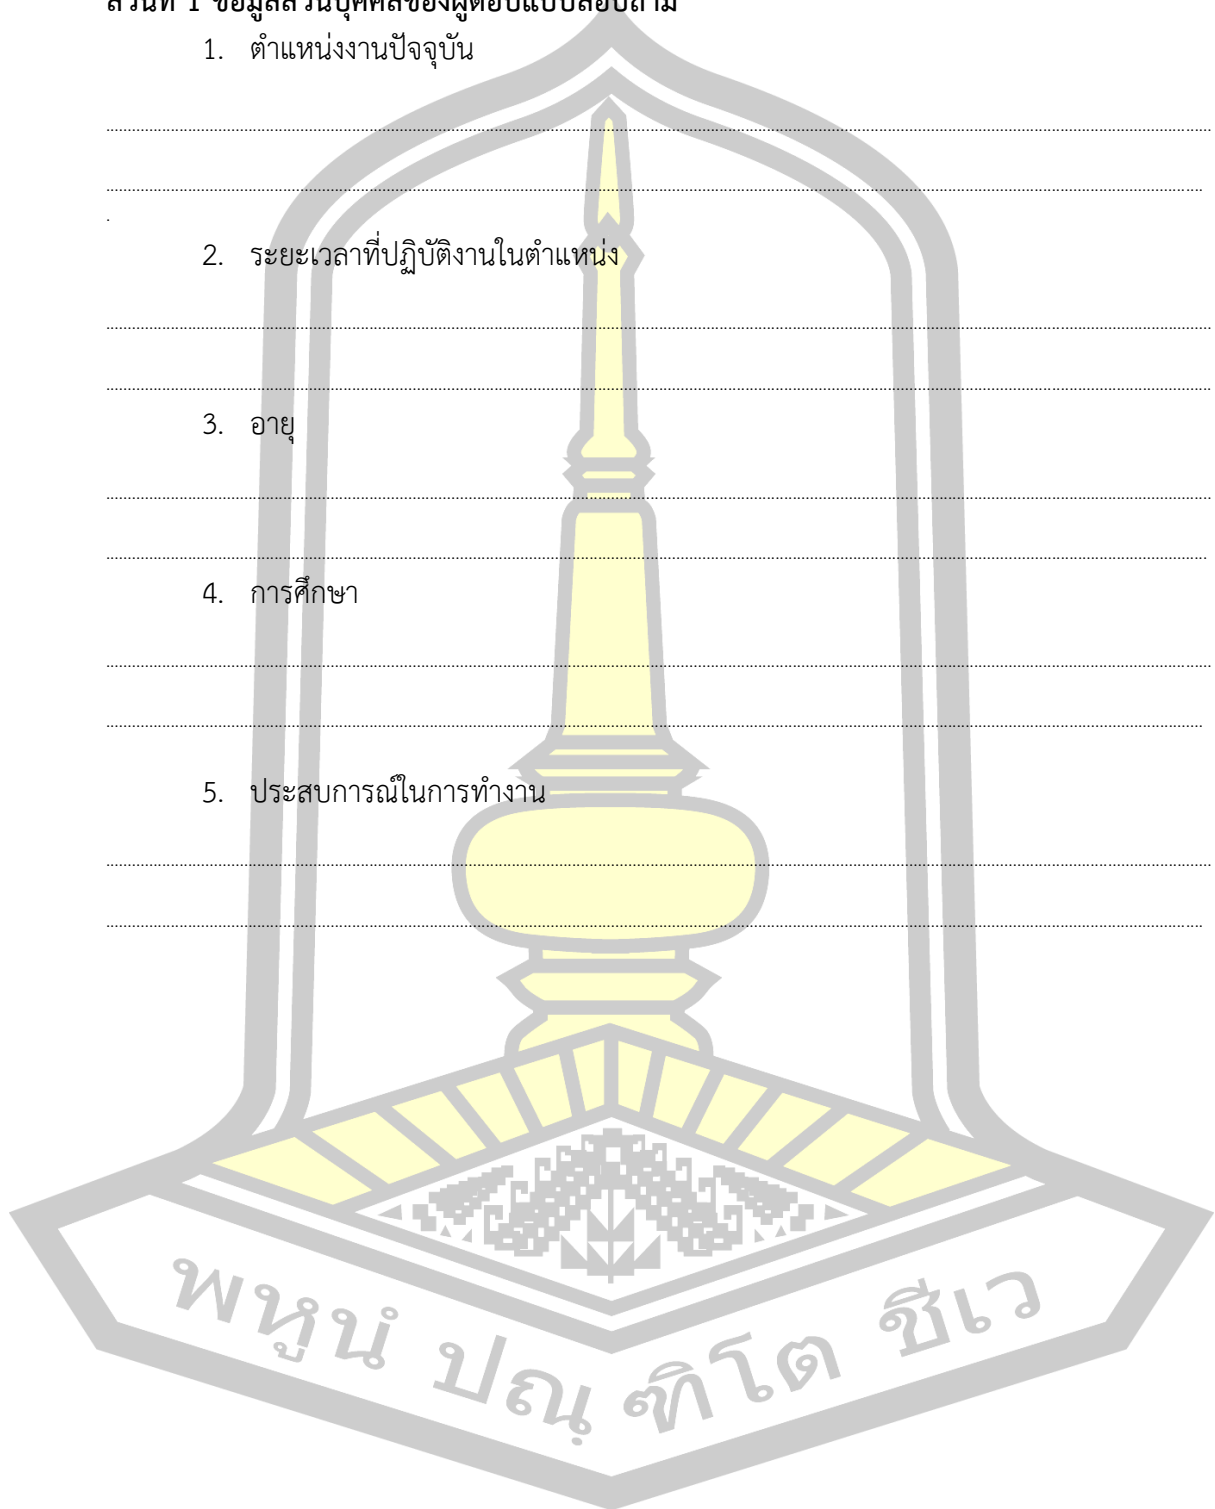 ส่วนที่ 1 ข้อมูลส่วนบุคคลของผู้ตอบแบบสอบถาม
1. ตำแหน่งงานปัจจุบัน
2. ระยะเวลาที่ปฏิบัติงานในตำแหน่ง
3. อายุ
4. การศึกษา
5. ประสบการณ์ในการทำงาน
พหูนํ ปณฺฑิโต ชีเว